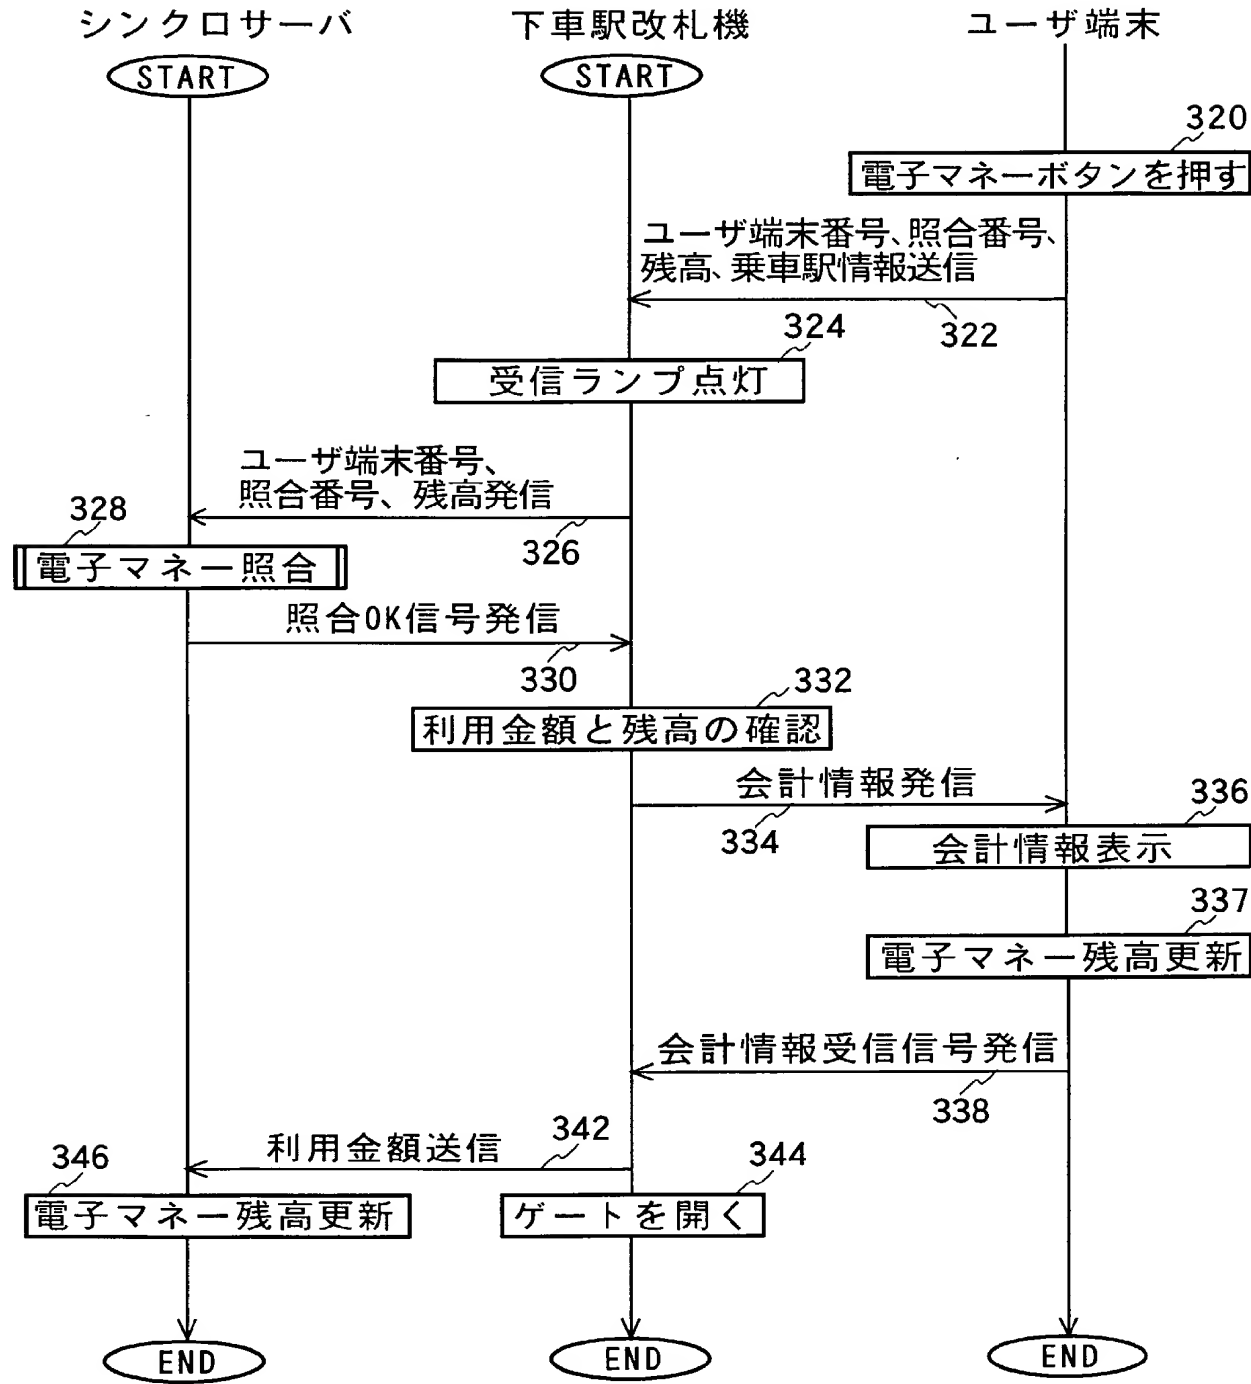 シンクロサーバ
下車駅改札機
ユーザ端末
START
START
320
電子マネーボタンを押す
ユーザ端末番号、照合番号、
残高、乗車駅情報送信
322
324
受信ランプ点灯
ユーザ端末番号、
照合番号、残高発信
326
328
電子マネー照合
照合OK信号発信
330
332
利用金額と残高の確認
会計情報発信
334
336
会計情報表示
337
電子マネー残高更新
会計情報受信信号発信
338
利用金額送信
342
346
電子マネー残高更新
344
ゲートを開く
END
END
END